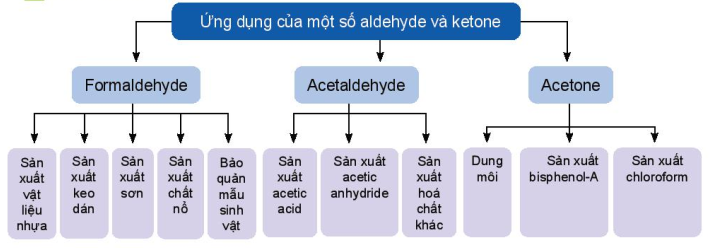 Ứng dụng của một số aldehyde và ketone
Formaldehyde
Acetaldehyde
Acetone
Sản
xuất
vật
liệu
nhựa
Sản
xuất
keo
dán
Sản
xuất
sơn
Sản
xuất
chất
nổ
Bảo
quản
mẫu
sinh
vật
Sản
xuất
acetic
acid
Sản xuất
acetic
anhydride
Sản
xuất
hoá
chất
khác
Dung
môi
Sản xuất
bisphenol-A
Sản xuất
chloroform